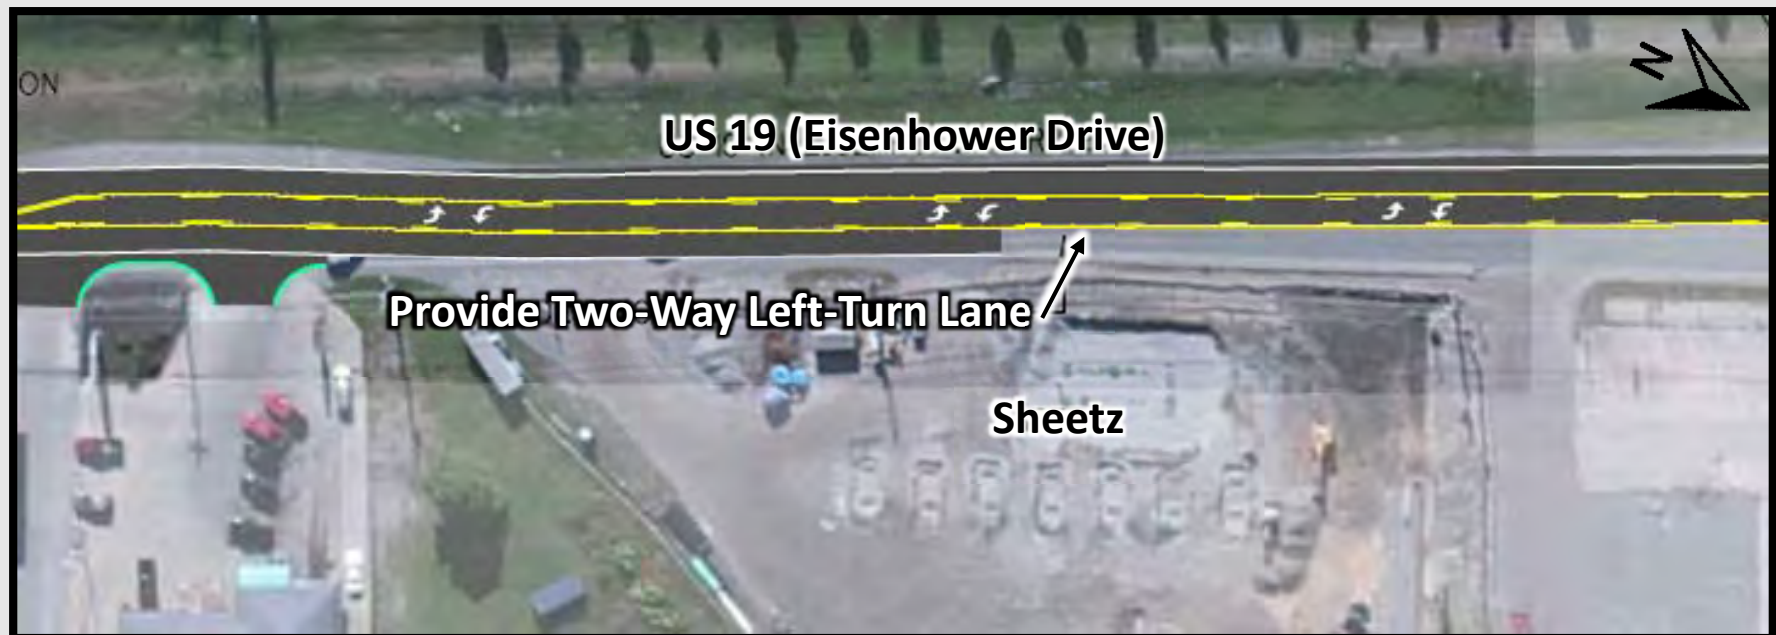 ON
N
US 19 (Eisenhower Drive)
Provide Two-Way Left-Turn Lane
Sheetz